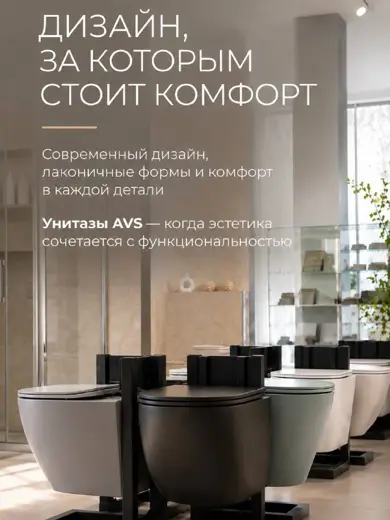 ДИЗАЙН,
ЗА КОТОРЫМ
СТОИТ КОМФОРТ
Современный дизайн,
лаконичные формы и комфорт
в каждой детали
Унитазы AVS — когда эстетика
сочетается с функциональностью